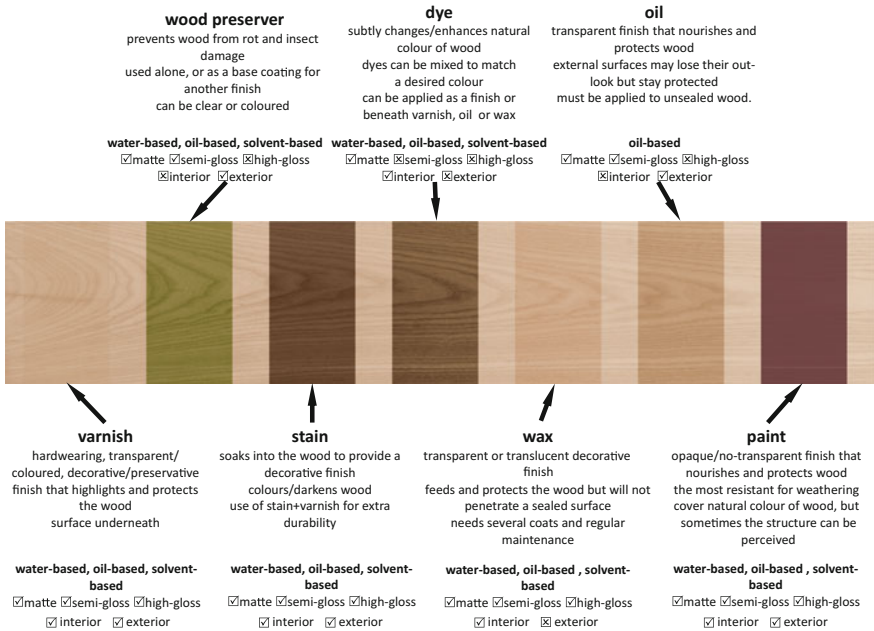 wood preserver
prevents wood from rot and insect
damage
used alone, or as a base coating for
another finish
can be clear or coloured
water-based, oil-based, solvent-based
☑matte ☑semi-gloss ☒high-gloss
☒interior ☑exterior
dye
subtly changes/enhances natural
colour of wood
dyes can be mixed to match
a desired colour
can be applied as a finish or
beneath varnish, oil or wax
water-based, oil-based, solvent-based
☑matte ☒semi-gloss ☒high-gloss
☑interior ☒exterior
oil
transparent finish that nourishes and
protects wood
external surfaces may lose their out-
look but stay protected
must be applied to unsealed wood.
oil-based
☑matte ☑semi-gloss ☒high-gloss
☒interior ☑exterior
varnish
hardwearing, transparent/
coloured, decorative/preservative
finish that highlights and protects
the wood
surface underneath
water-based, oil-based, solvent-
based
☑matte ☑semi-gloss ☑high-gloss
☑ interior ☑ exterior
stain
soaks into the wood to provide a
decorative finish
colours/darkens wood
use of stain+varnish for extra
durability
water-based, oil-based, solvent-
based
☑matte ☑semi-gloss ☑high-gloss
☑ interior ☑ exterior
wax
transparent or translucent decorative
finish
feeds and protects the wood but will not
penetrate a sealed surface
needs several coats and regular
maintenance
water-based, oil-based , solvent-
based
☑matte ☑semi-gloss ☑high-gloss
☑ interior ☒ exterior
paint
opaque/no-transparent finish that
nourishes and protects wood
the most resistant for weathering
cover natural colour of wood, but
sometimes the structure can be
perceived
water-based, oil-based , solvent-
based
☑matte ☑semi-gloss ☑high-gloss
☑ interior ☑ exterior